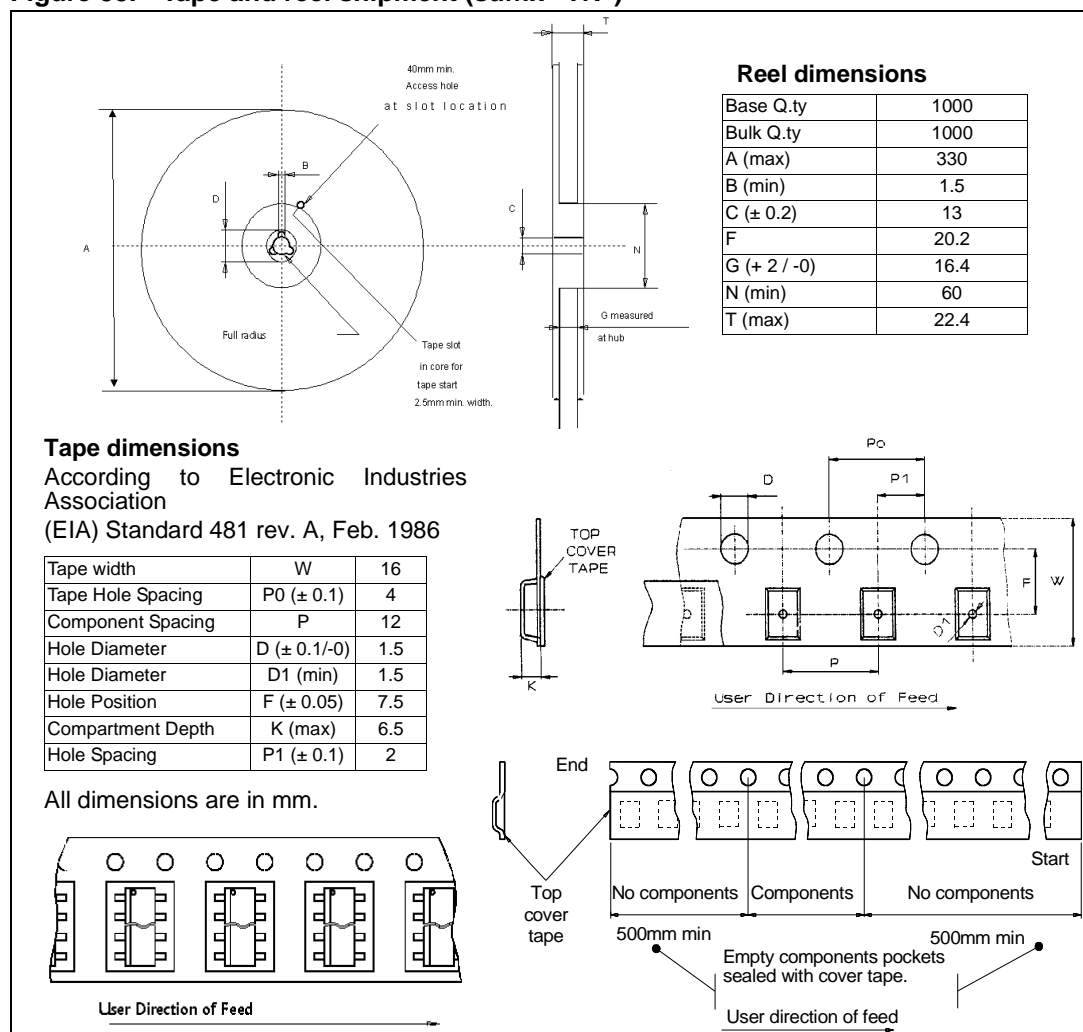 40mm min.
Access hole
at slot location
T
B
D
A
C
N
Full radius
Tape slot
in core for
tape start
2.5mm min. width.
G measured
at hub
Reel dimensions
Base Q.ty 1000
Bulk Q.ty 1000
A (max) 330
B (min) 1.5
C (± 0.2) 13
F 20.2
G (+ 2 / -0) 16.4
N (min) 60
T (max) 22.4
Tape dimensions
According to Electronic Industries
Association
(EIA) Standard 481 rev. A, Feb. 1986
Tape width W 16
Tape Hole Spacing P0 (± 0.1) 4
Component Spacing P 12
Hole Diameter D (± 0.1/-0) 1.5
Hole Diameter D1 (min) 1.5
Hole Position F (± 0.05) 7.5
Compartment Depth K (max) 6.5
Hole Spacing P1 (± 0.1) 2
All dimensions are in mm.
TOP
COVER
TAPE
K
Po
D
P1
F
W
D1
P
User Direction of Feed
End
Start
Top
cover
tape
No components
Components
No components
500mm min
500mm min
Empty components pockets
sealed with cover tape.
User direction of feed
User Direction of Feed